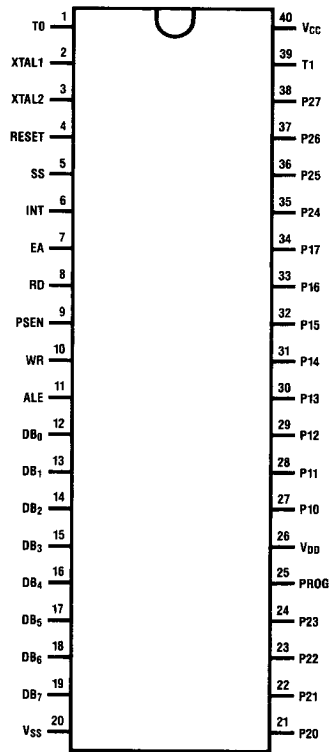 T0 1 40 VCC
XTAL1 2 39 T1
XTAL2 3 38 P27
RESET 4 37 P26
SS 5 36 P25
INT 6 35 P24
EA 7 34 P17
RD 8 33 P16
PSEN 9 32 P15
WR 10 31 P14
ALE 11 30 P13
DB0 12 29 P12
DB1 13 28 P11
DB2 14 27 P10
DB3 15 26 VDD
DB4 16 25 PROG
DB5 17 24 P23
DB6 18 23 P22
DB7 19 22 P21
VSS 20 21 P20